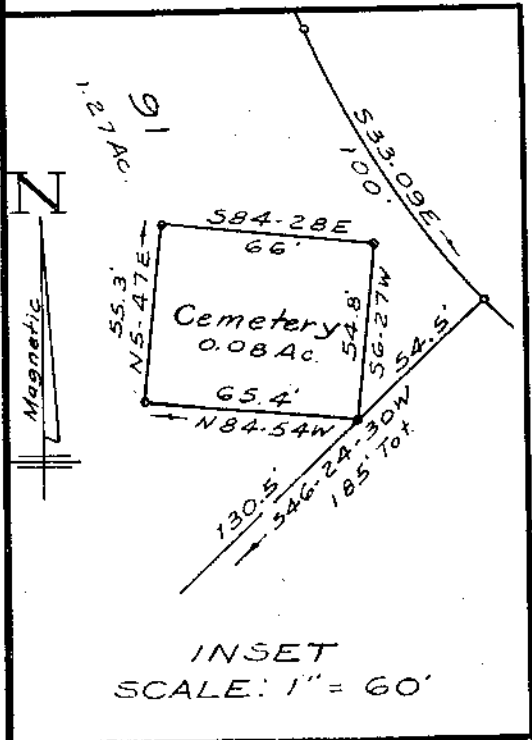 16
1.27 Ac.
S33-09E
100'
N
Magnetic
S84-28E
66'
55.3'
N5-47E
Cemetery
0.08 Ac.
54.8'
S6-27W
65.4'
N84-54W
54.5'
130.5'
S46-24-30W
185' Tot.
INSET
SCALE: 1" = 60'